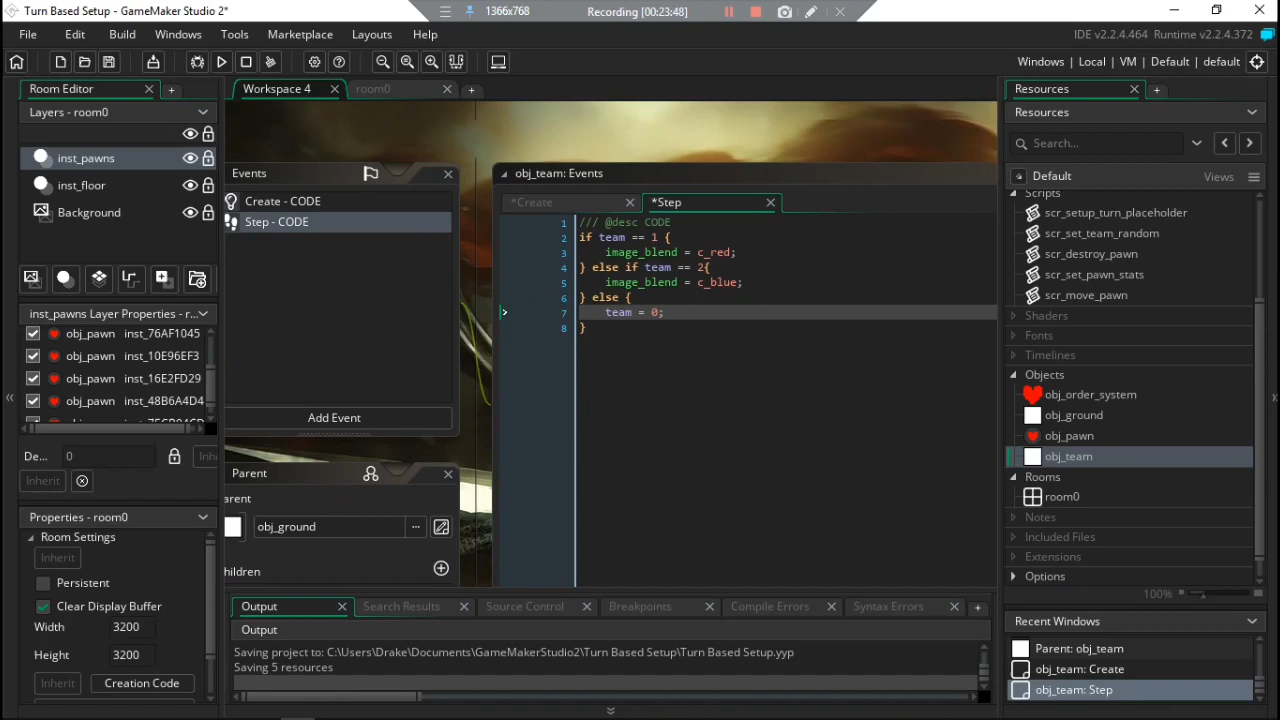 Turn Based Setup - GameMaker Studio 2*
1366x768
Recording [00:23:48]
File Edit Build Windows Tools Marketplace Layouts Help
IDE v2.2.4.464 Runtime v2.2.4.372
Windows | Local | VM | Default | default
Room Editor
Layers - room0
inst_pawns
inst_floor
Background
inst_pawns Layer Properties - r...
obj_pawn inst_76AF1045
obj_pawn inst_10E96EF3
obj_pawn inst_16E2FD29
obj_pawn inst_48B6A4D4
De... 0 Inh
Inherit
Properties - room0
Room Settings
Inherit
Persistent
Clear Display Buffer
Width 3200
Height 3200
Inherit Creation Code
Workspace 4 room0
Events
Create - CODE
Step - CODE
Add Event
Parent
arent
obj_ground ...
hildren
obj_team: Events
*Create *Step
1 /// @desc CODE
2 if team == 1 {
3 image_blend = c_red;
4 } else if team == 2{
5 image_blend = c_blue;
6 } else {
7 team = 0;
8 }
Output Search Results Source Control Breakpoints Compile Errors Syntax Errors
Output
Saving project to: C:\Users\Drake\Documents\GameMakerStudio2\Turn Based Setup\Turn Based Setup.yyp
Saving 5 resources
Resources
Resources
Search...
Default Views
Scripts
scr_setup_turn_placeholder
scr_set_team_random
scr_destroy_pawn
scr_set_pawn_stats
scr_move_pawn
Shaders
Fonts
Timelines
Objects
obj_order_system
obj_ground
obj_pawn
obj_team
Rooms
room0
Notes
Included Files
Extensions
Options
100%
Recent Windows
Parent: obj_team
obj_team: Create
obj_team: Step